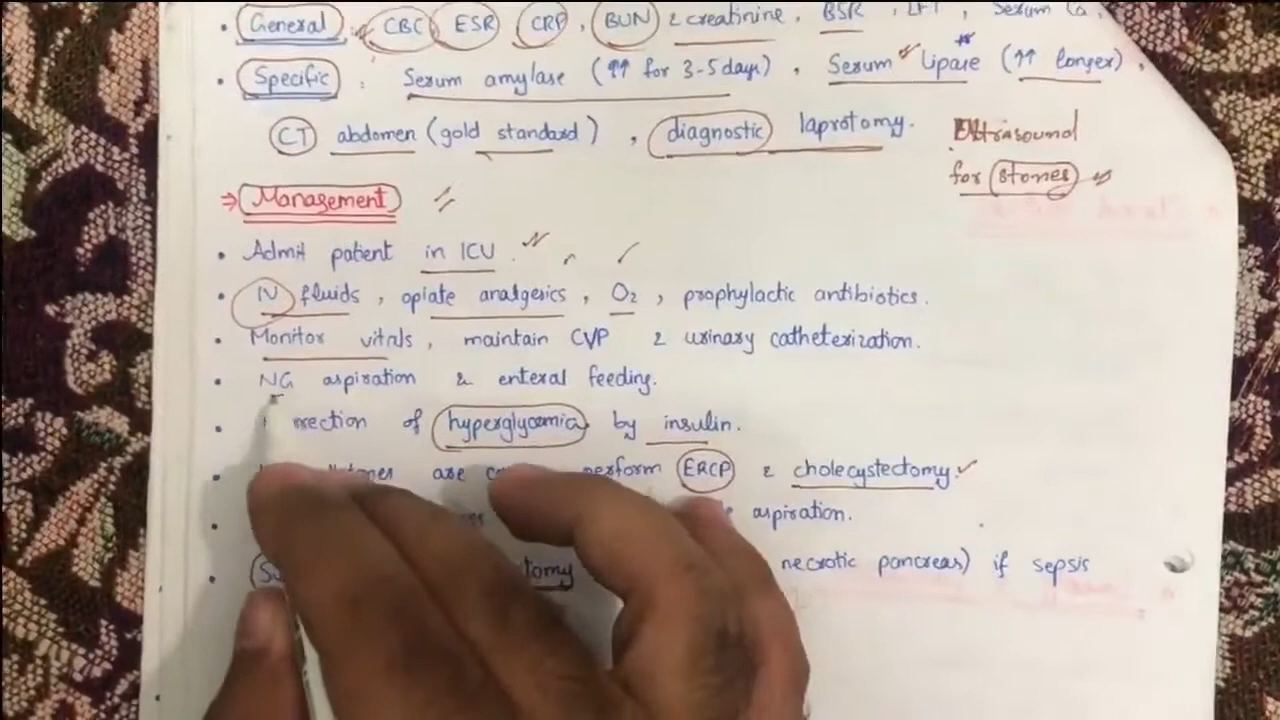 • General : CBC ESR CRP, BUN & creatinine, BSR, LFT, Serum Ca,
• Specific : Serum amylase (↑↑ for 3-5 days), Serum Lipase (↑↑ longer),
CT abdomen (gold standard), diagnostic laprotomy. Ultrasound
for stones
⇒ Management
• Admit patient in ICU.
• IV fluids, opiate analgesics, O2, prophylactic antibiotics.
• Monitor vitals, maintain CVP & urinary catheterization.
• NG aspiration & enteral feeding.
• rection of hyperglycamia by insulin.
• are perform ERCP & cholecystectomy.
• aspiration.
• tomy necrotic pancreas) if sepsis